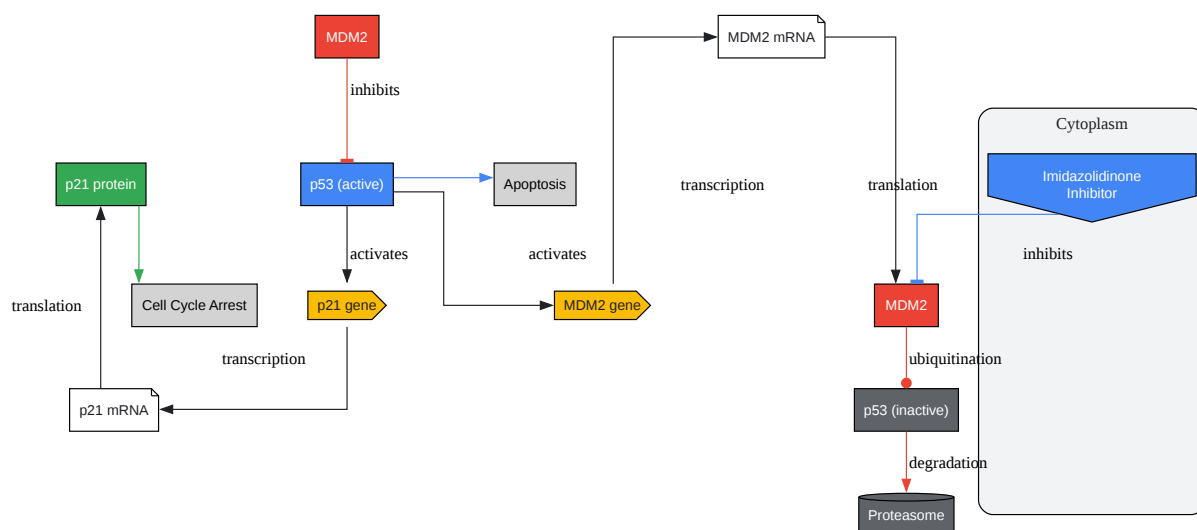 MDM2
MDM2 mRNA
inhibits
Cytoplasm
p21 protein
p53 (active)
Apoptosis
transcription
translation
Imidazolidinone
Inhibitor
activates
activates
inhibits
translation
Cell Cycle Arrest
p21 gene
MDM2 gene
MDM2
transcription
ubiquitination
p21 mRNA
p53 (inactive)
degradation
Proteasome